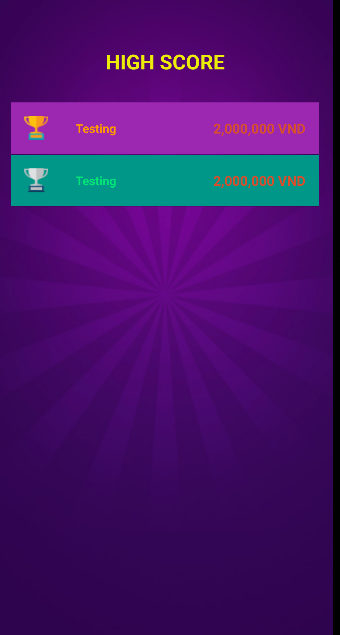 HIGH SCORE
Testing 2,000,000 VND
Testing 2,000,000 VND